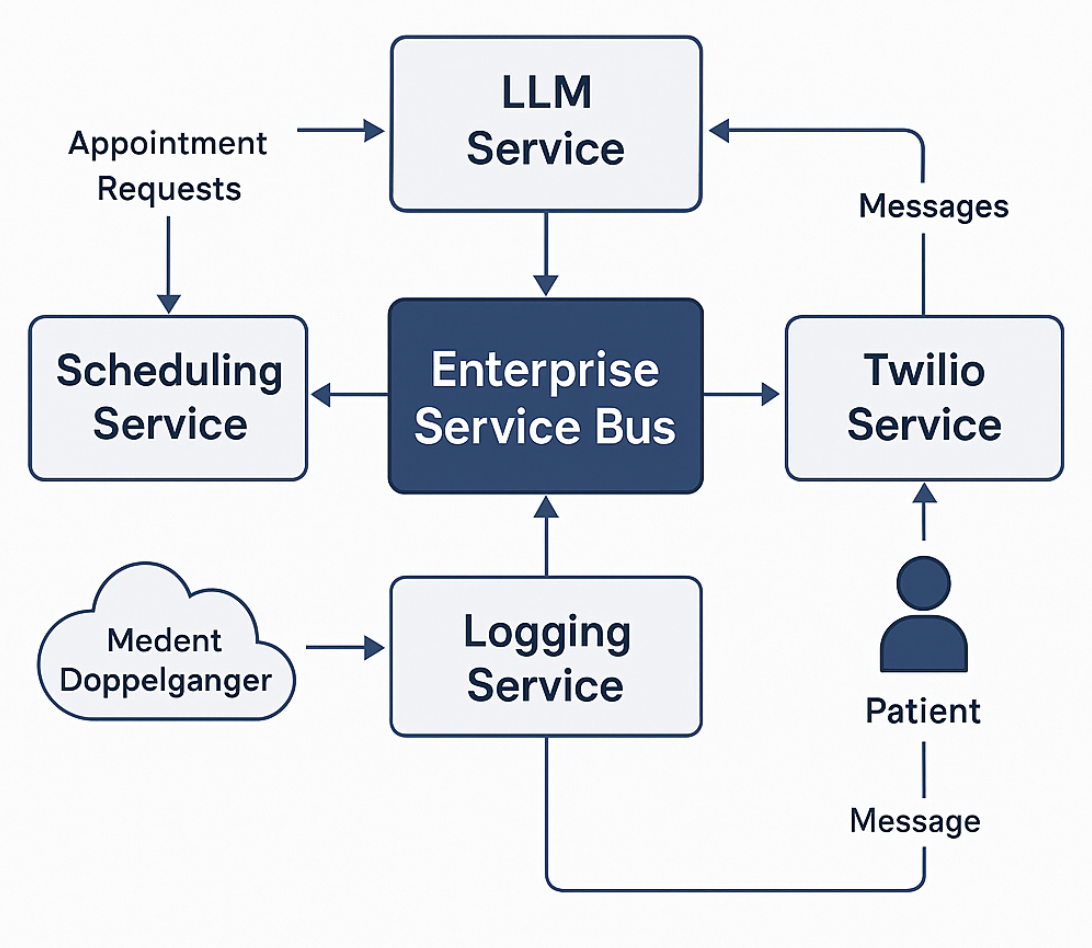 LLM
Service
Appointment
Requests
Messages
Scheduling
Service
Enterprise
Service Bus
Twilio
Service
Medent
Doppelganger
Logging
Service
Patient
Message